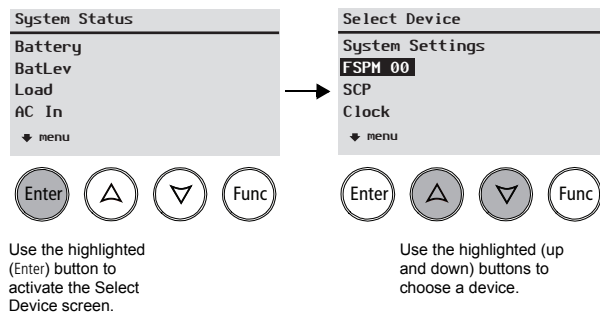 System Status
Battery
BatLev
Load
AC In
menu
Enter
Func
Use the highlighted
(Enter) button to
activate the Select
Device screen.
Select Device
System Settings
FSPM 00
SCP
Clock
menu
Enter
Func
Use the highlighted (up
and down) buttons to
choose a device.